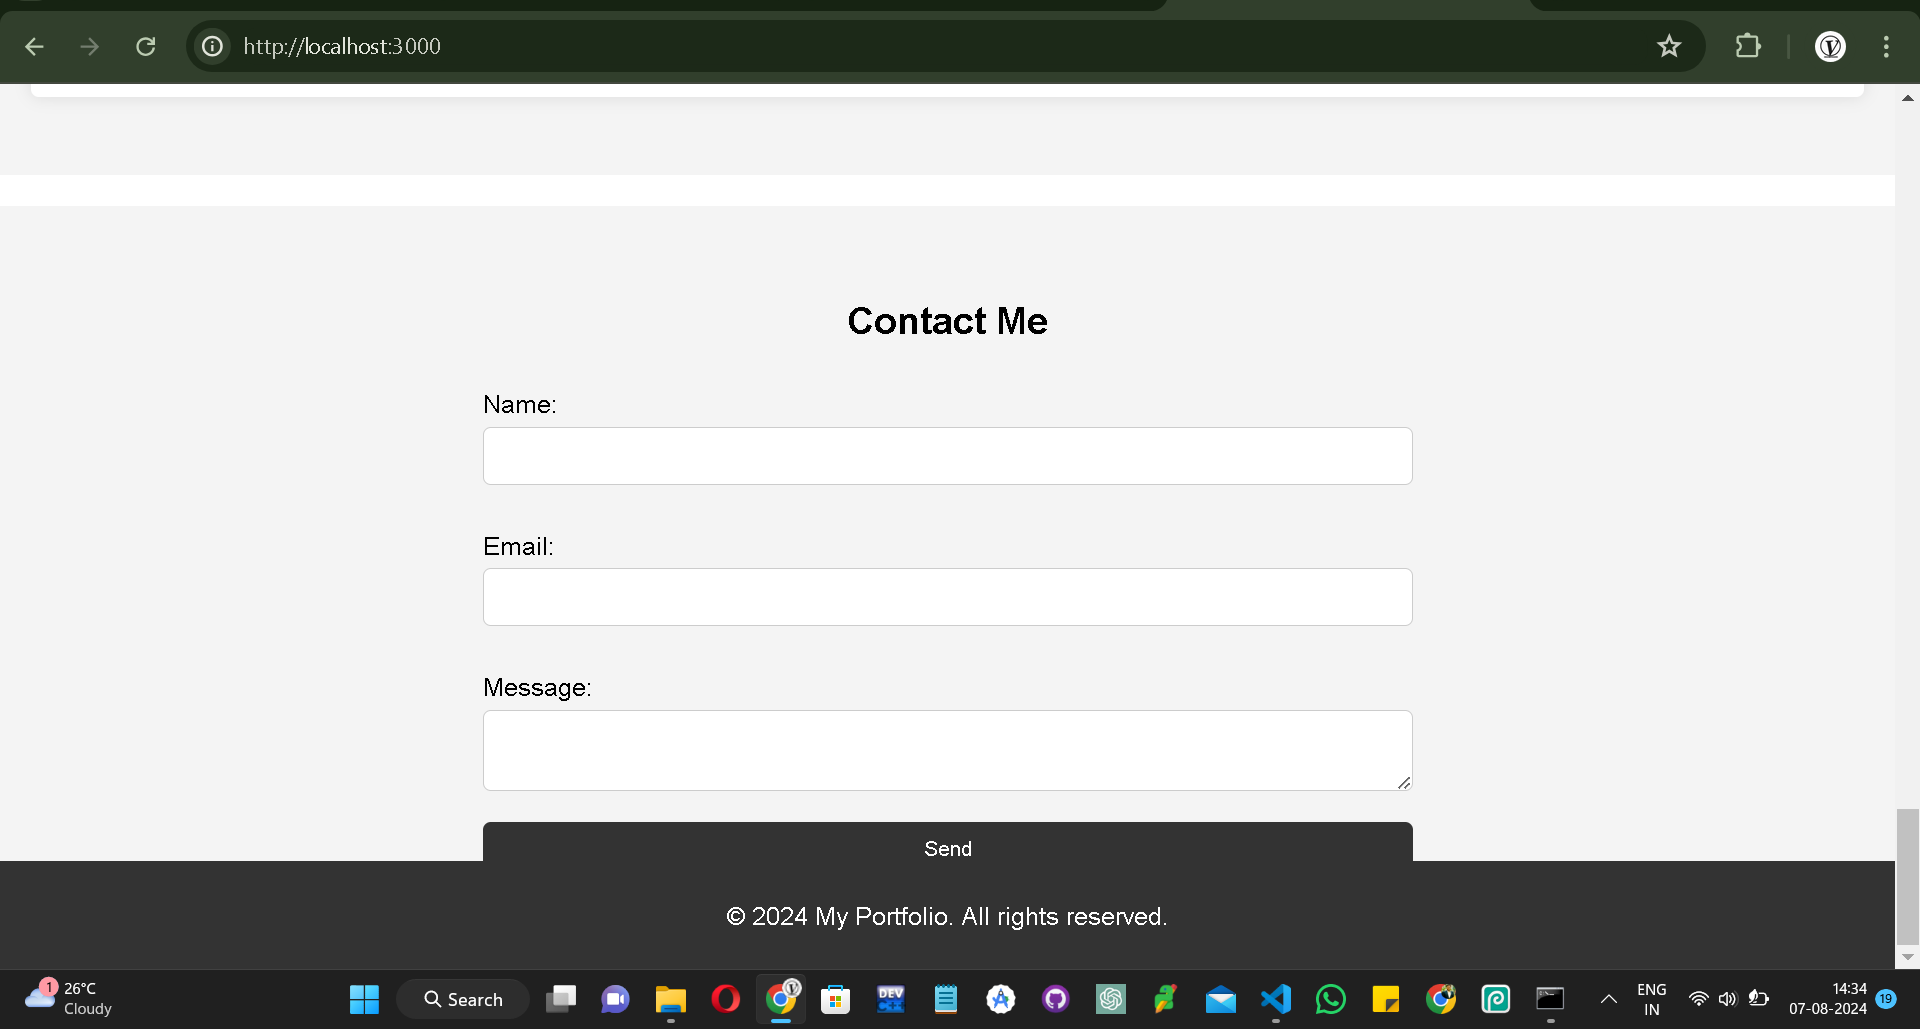 http://localhost:3000
Contact Me
Name:
Email:
Message:
Send
© 2024 My Portfolio. All rights reserved.
1
26°C
Cloudy
Search
DEV
C++
ENG
IN
14:34
07-08-2024
19